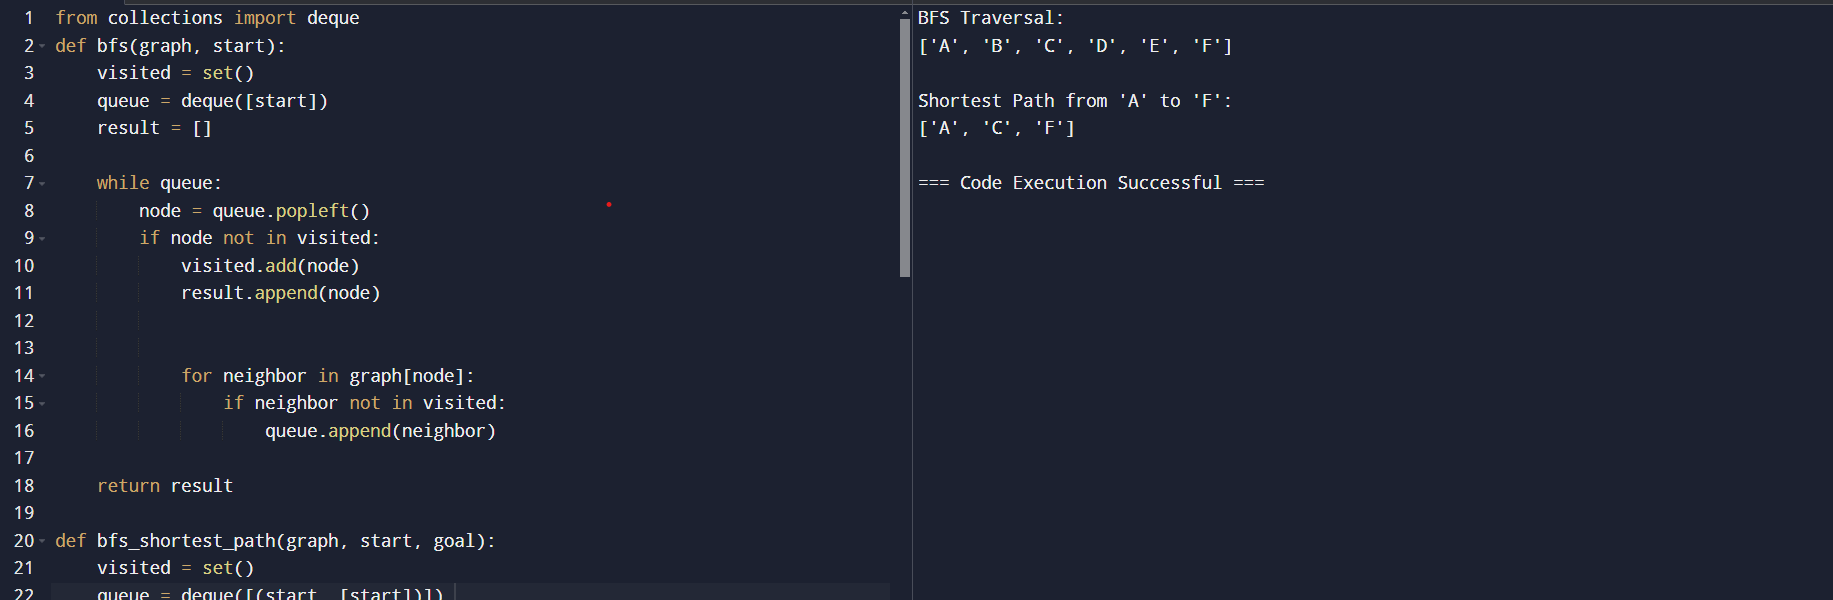 1 from collections import deque
2 def bfs(graph, start):
3     visited = set()
4     queue = deque([start])
5     result = []
6
7     while queue:
8         node = queue.popleft()
9         if node not in visited:
10             visited.add(node)
11             result.append(node)
12
13
14             for neighbor in graph[node]:
15                 if neighbor not in visited:
16                     queue.append(neighbor)
17
18     return result
19
20 def bfs_shortest_path(graph, start, goal):
21     visited = set()
22     queue = deque([(start, [start])])
BFS Traversal:
['A', 'B', 'C', 'D', 'E', 'F']

Shortest Path from 'A' to 'F':
['A', 'C', 'F']

=== Code Execution Successful ===